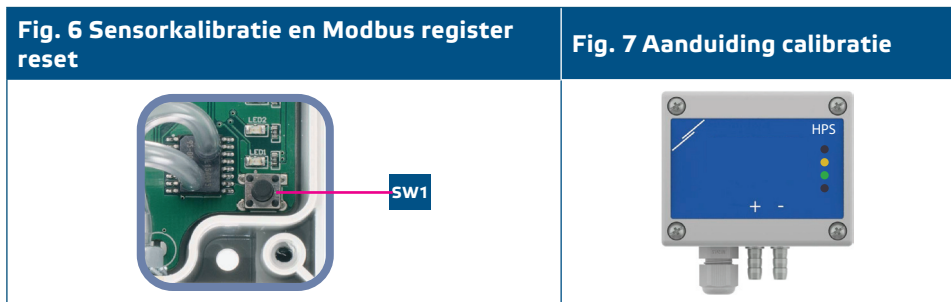 Fig. 6 Sensorkalibratie en Modbus register
reset
Fig. 7 Aanduiding calibratie
LED2
LED1
SW1
HPS
+ -